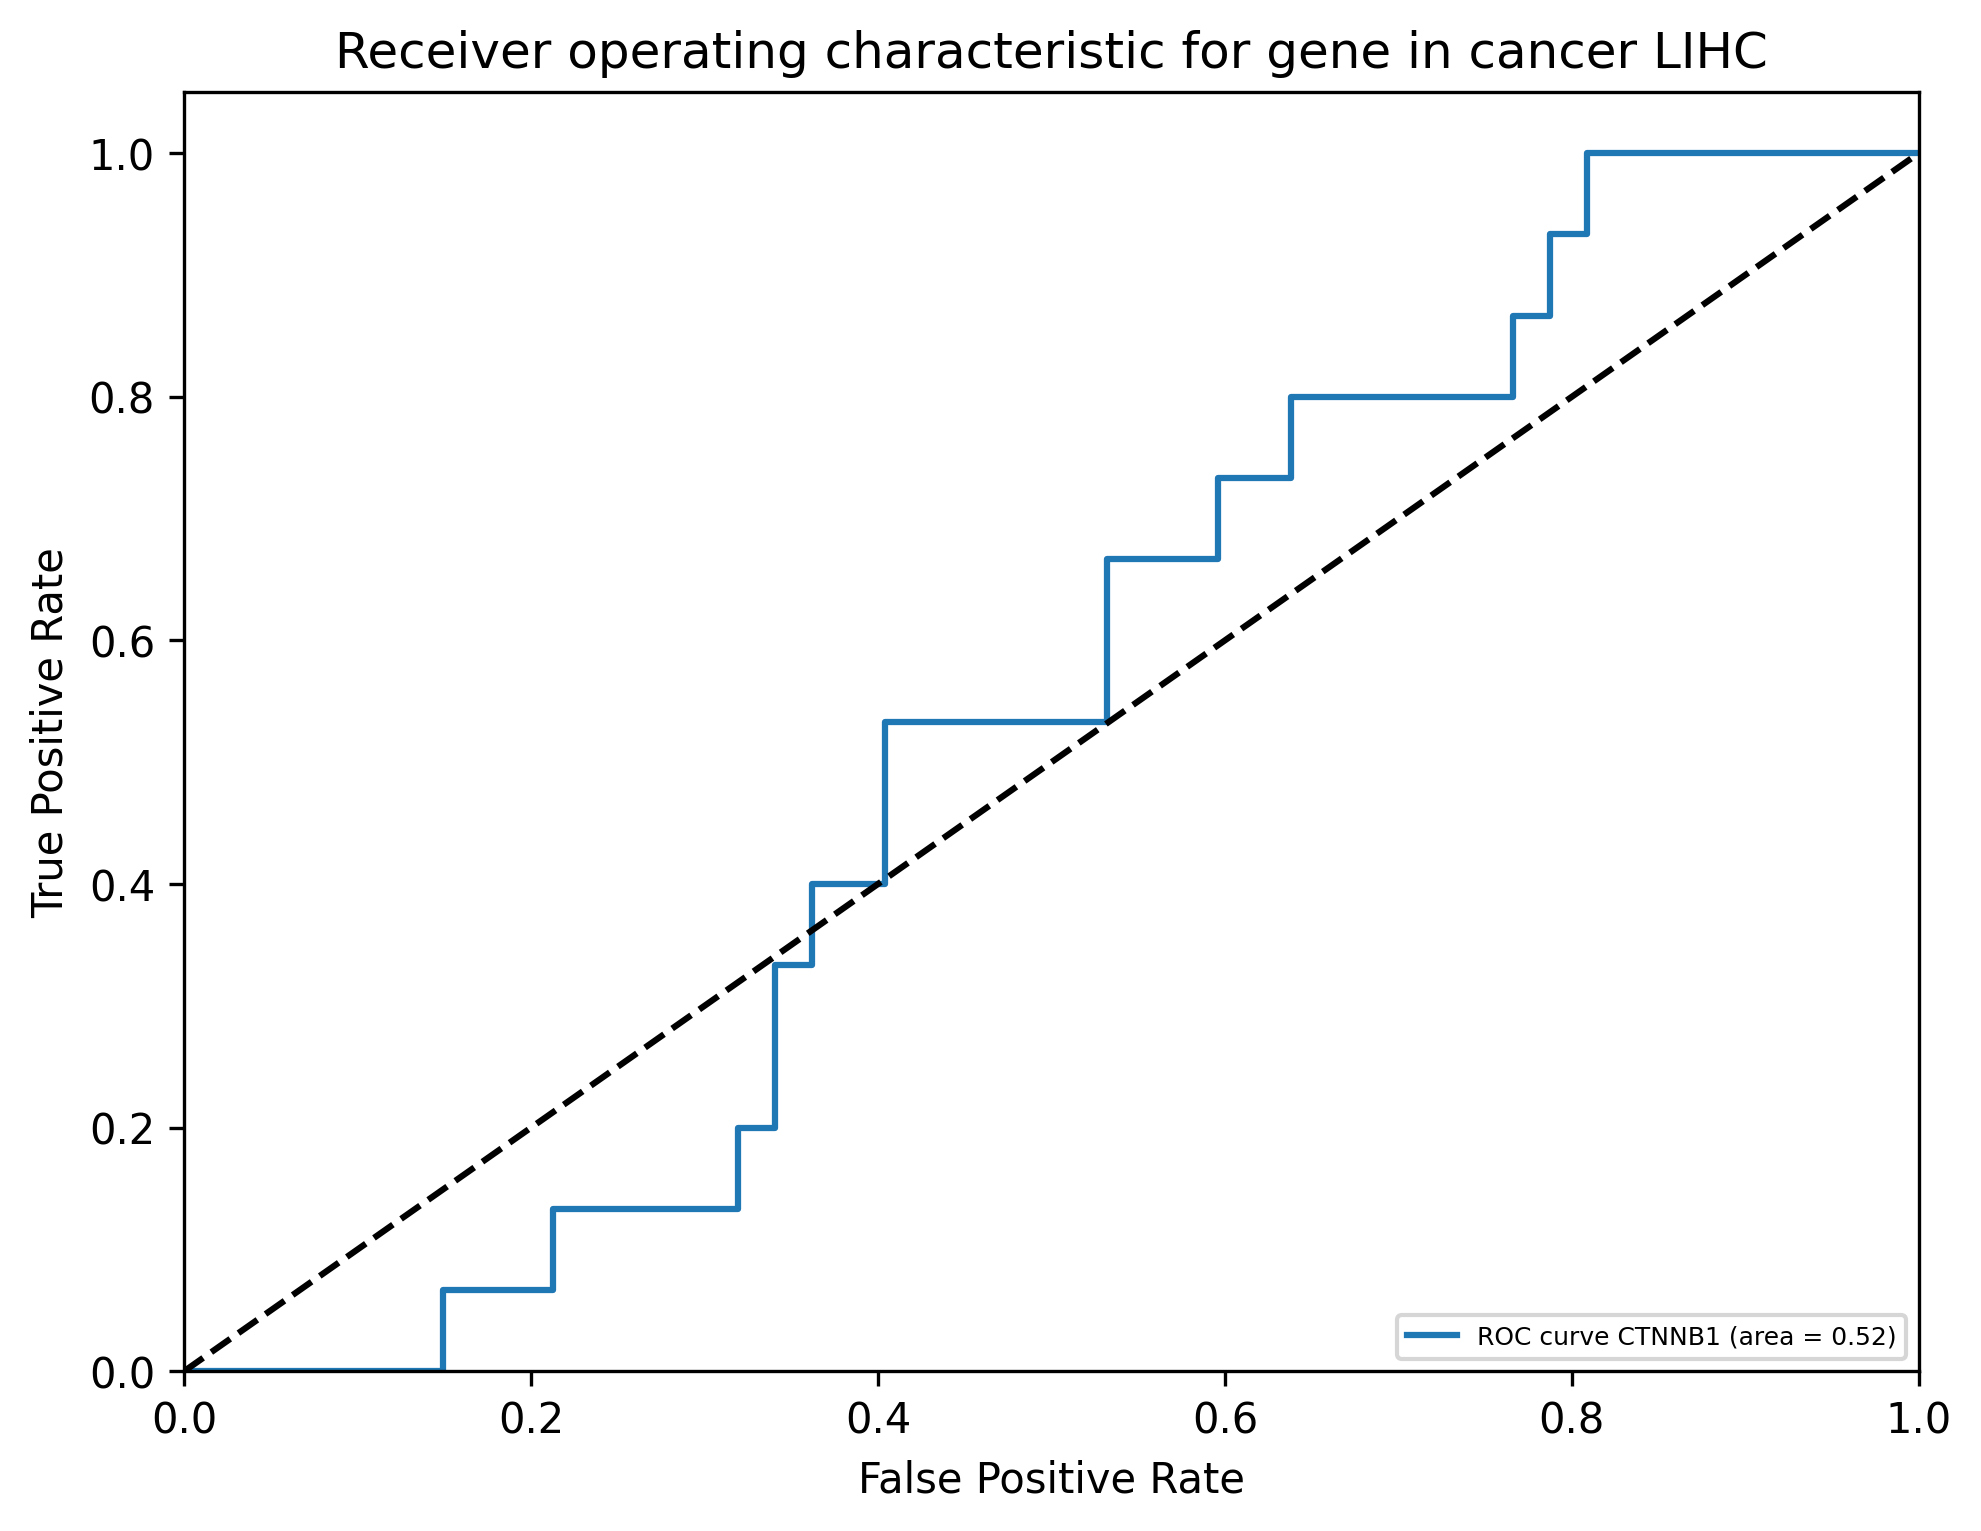 Receiver operating characteristic for gene in cancer LIHC
True Positive Rate
1.0
0.8
0.6
0.4
0.2
0.0
0.0 0.2 0.4 0.6 0.8 1.0
False Positive Rate
ROC curve CTNNB1 (area = 0.52)